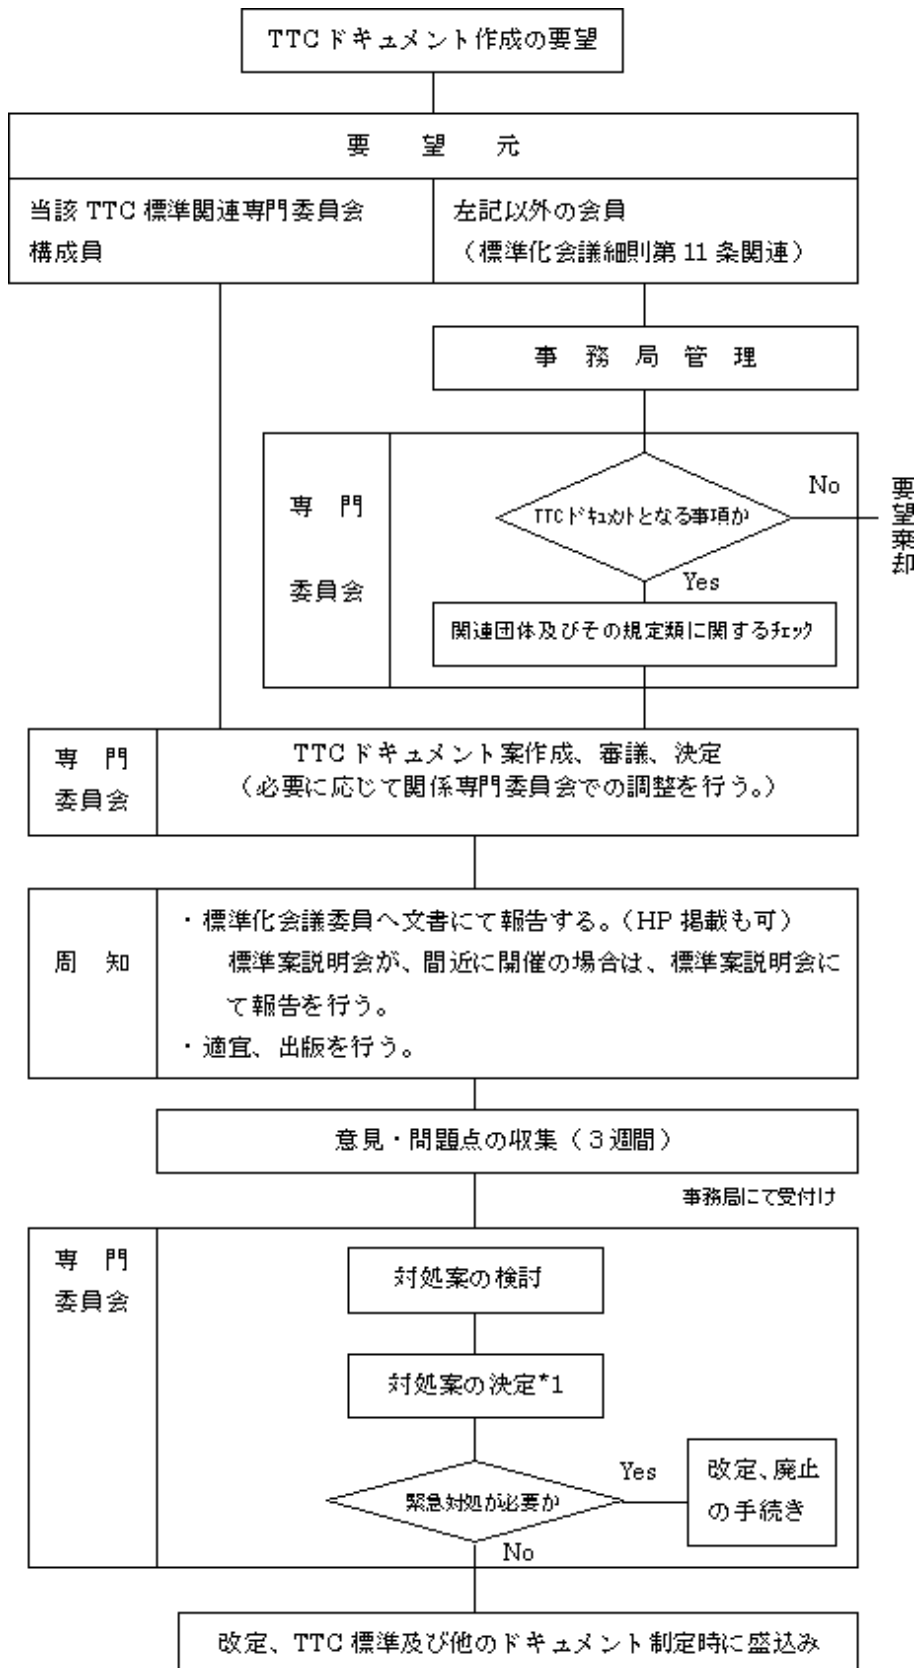 TTCドキュメント作成の要望
要　望　元
当該 TTC 標準関連専門委員会
構成員
左記以外の会員
（標準化会議細則第 11 条関連）
事　務　局　管　理
専　門
委員会
TTCﾄﾞｷｭﾒﾝﾄとなる事項か
No
要望棄却
Yes
関連団体及びその規定類に関するﾁｪｯｸ
専　門
委員会
TTCドキュメント案作成、審議、決定
（必要に応じて関係専門委員会での調整を行う。）
周　知
・標準化会議委員へ文書にて報告する。（HP 掲載も可）
標準案説明会が、間近に開催の場合は、標準案説明会に
て報告を行う。
・適宜、出版を行う。
意見・問題点の収集（３週間）
事務局にて受付け
専　門
委員会
対処案の検討
対処案の決定*1
緊急対処が必要か
Yes
改定、廃止
の手続き
No
改定、TTC 標準及び他のドキュメント制定時に盛込み